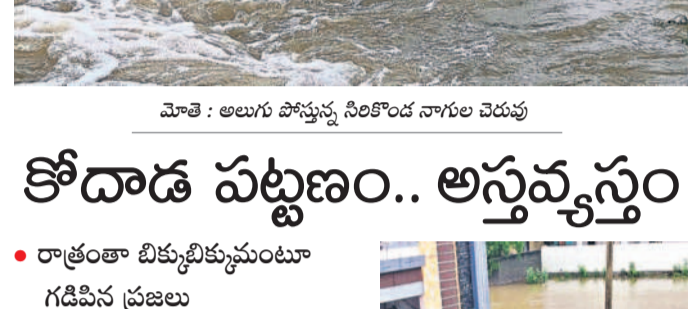 మోతె : అలుగు పోస్తున్న సిరికొండ నాగుల చెరువు
కోదాడ పట్టణం.. అస్తవ్యస్తం
• రాత్రంతా బిక్కుబిక్కుమంటూ
గడిపిన ప్రజలు